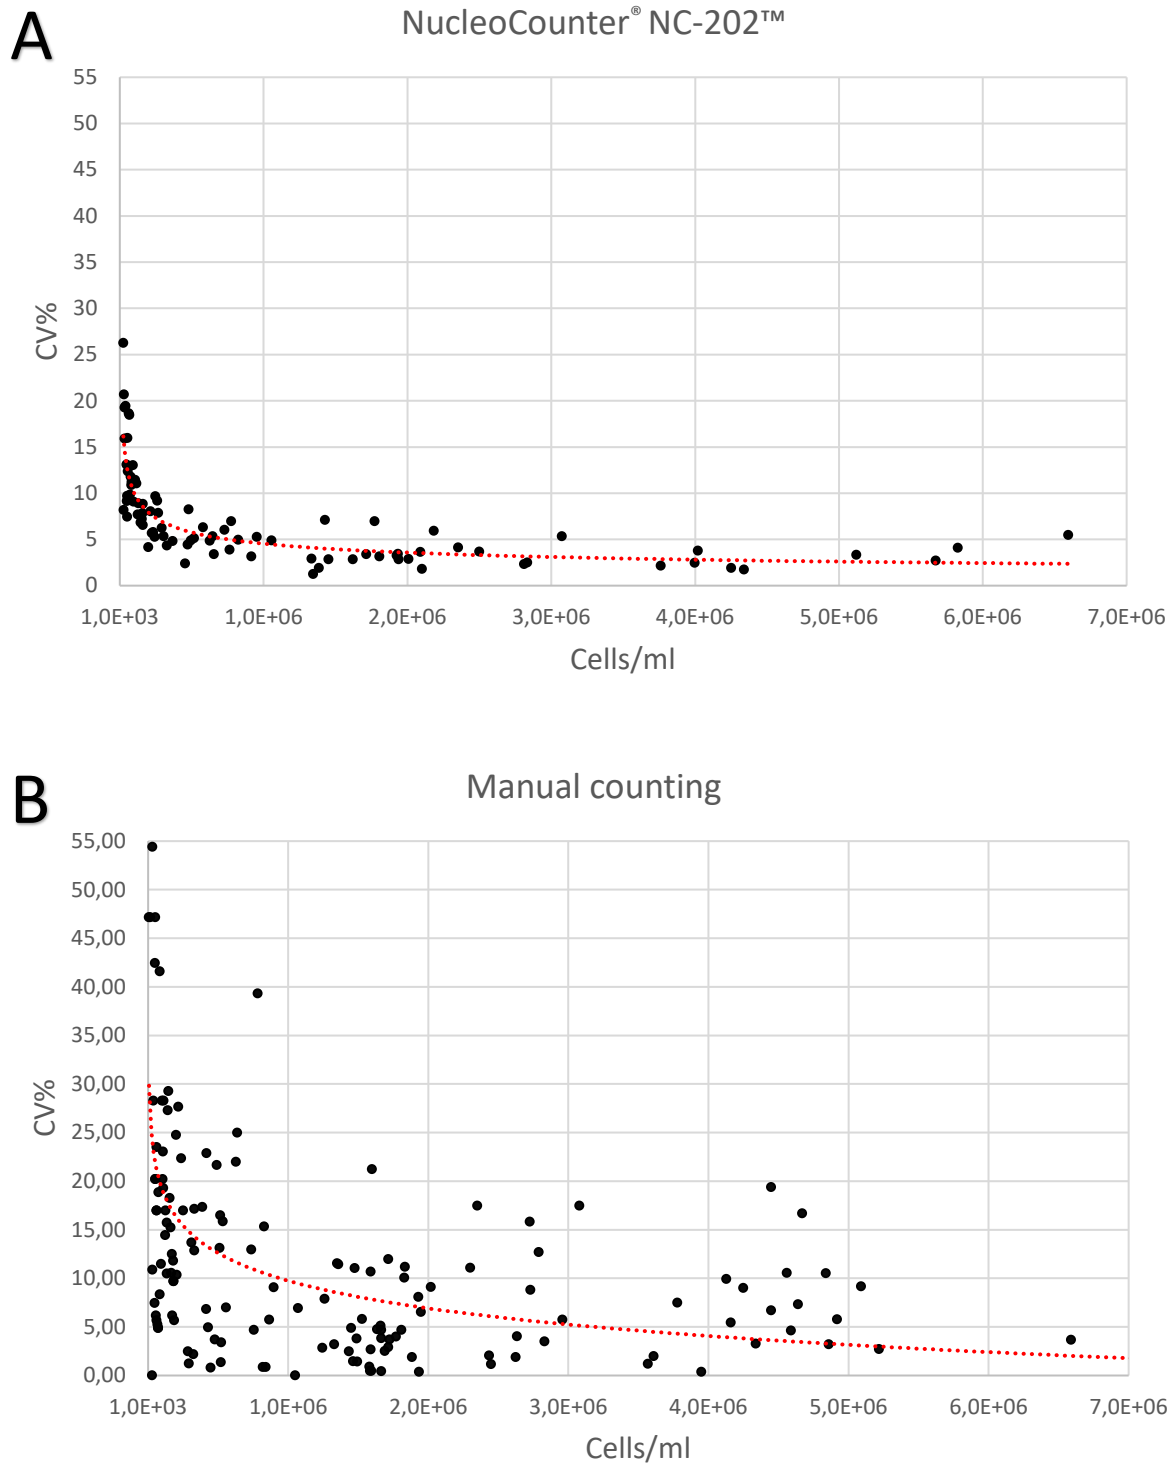 A
NucleoCounter® NC-202™
55
50
45
40
35
30
25
20
15
10
5
0
CV%
1,0E+03 1,0E+06 2,0E+06 3,0E+06 4,0E+06 5,0E+06 6,0E+06 7,0E+06
Cells/ml
B
Manual counting
55,00
50,00
45,00
40,00
35,00
30,00
25,00
20,00
15,00
10,00
5,00
0,00
CV%
1,0E+03 1,0E+06 2,0E+06 3,0E+06 4,0E+06 5,0E+06 6,0E+06 7,0E+06
Cells/ml